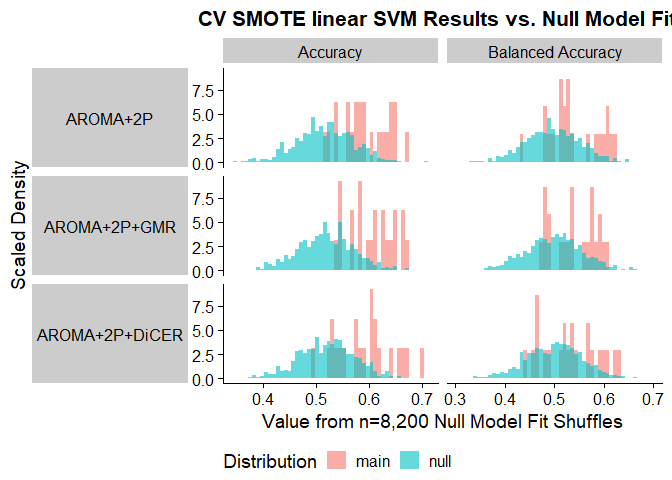 CV SMOTE linear SVM Results vs. Null Model Fit
Accuracy
Balanced Accuracy
Scaled Density
AROMA+2P
7.5
5.0
2.5
0.0
AROMA+2P+GMR
7.5
5.0
2.5
0.0
AROMA+2P+DiCER
7.5
5.0
2.5
0.0
0.4 0.5 0.6 0.7 0.3 0.4 0.5 0.6 0.7
Value from n=8,200 Null Model Fit Shuffles
Distribution main null